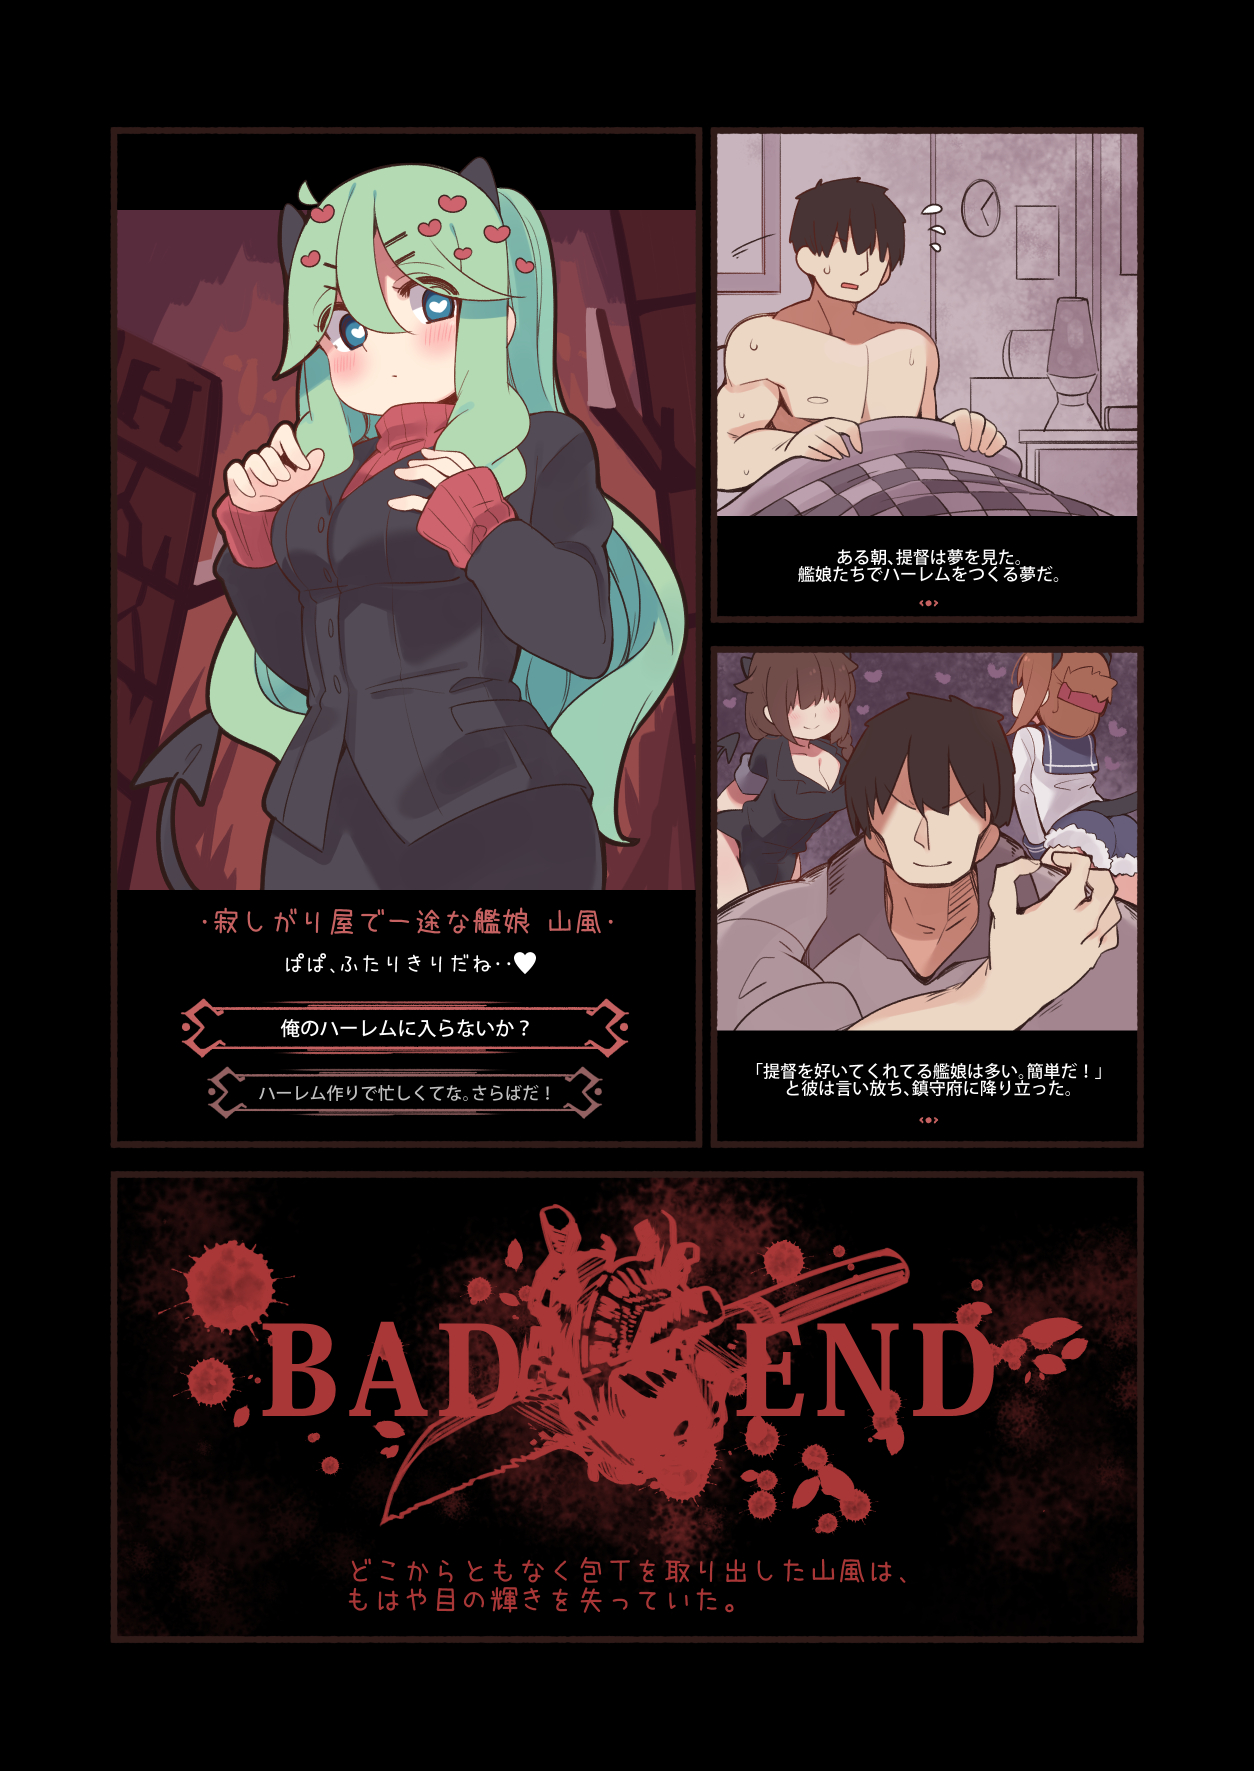 ある朝、提督は夢を見た。
艦娘たちでハーレムをつくる夢だ。
「提督を好いてくれてる艦娘は多い。簡単だ！」
と彼は言い放ち、鎮守府に降り立った。
H
・寂しがり屋で一途な艦娘 山風・
ぱぱ、ふたりきりだね・・♥
俺のハーレムに入らないか？
ハーレム作りで忙しくてな。さらばだ！
BAD END
どこからともなく包丁を取り出した山風は、
もはや目の輝きを失っていた。